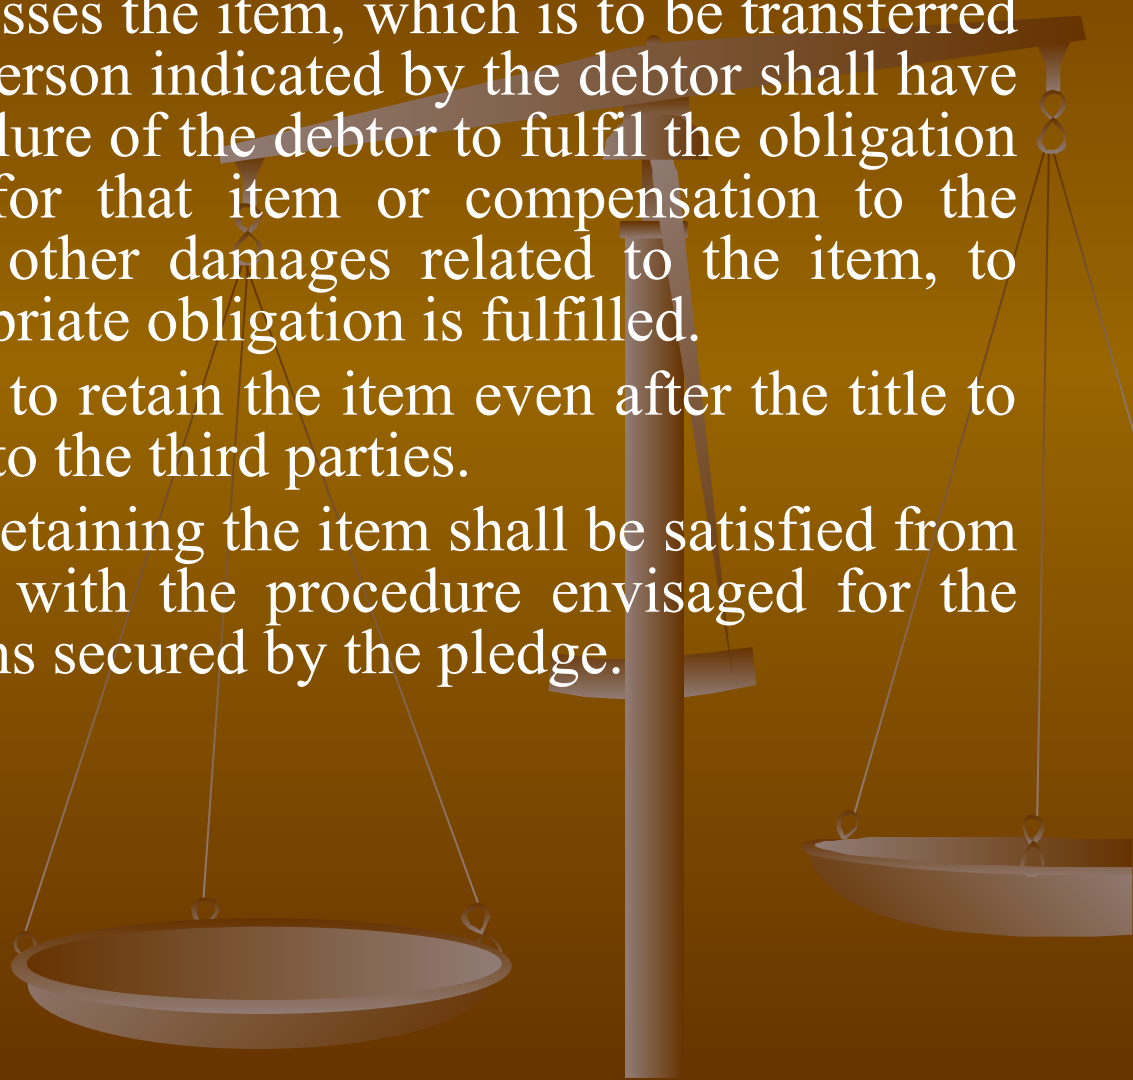 sses the item, which is to be transferred
erson indicated by the debtor shall have
lure of the debtor to fulfil the obligation
for that item or compensation to the
other damages related to the item, to
priate obligation is fulfilled.
to retain the item even after the title to
to the third parties.
etaining the item shall be satisfied from
with the procedure envisaged for the
ns secured by the pledge.